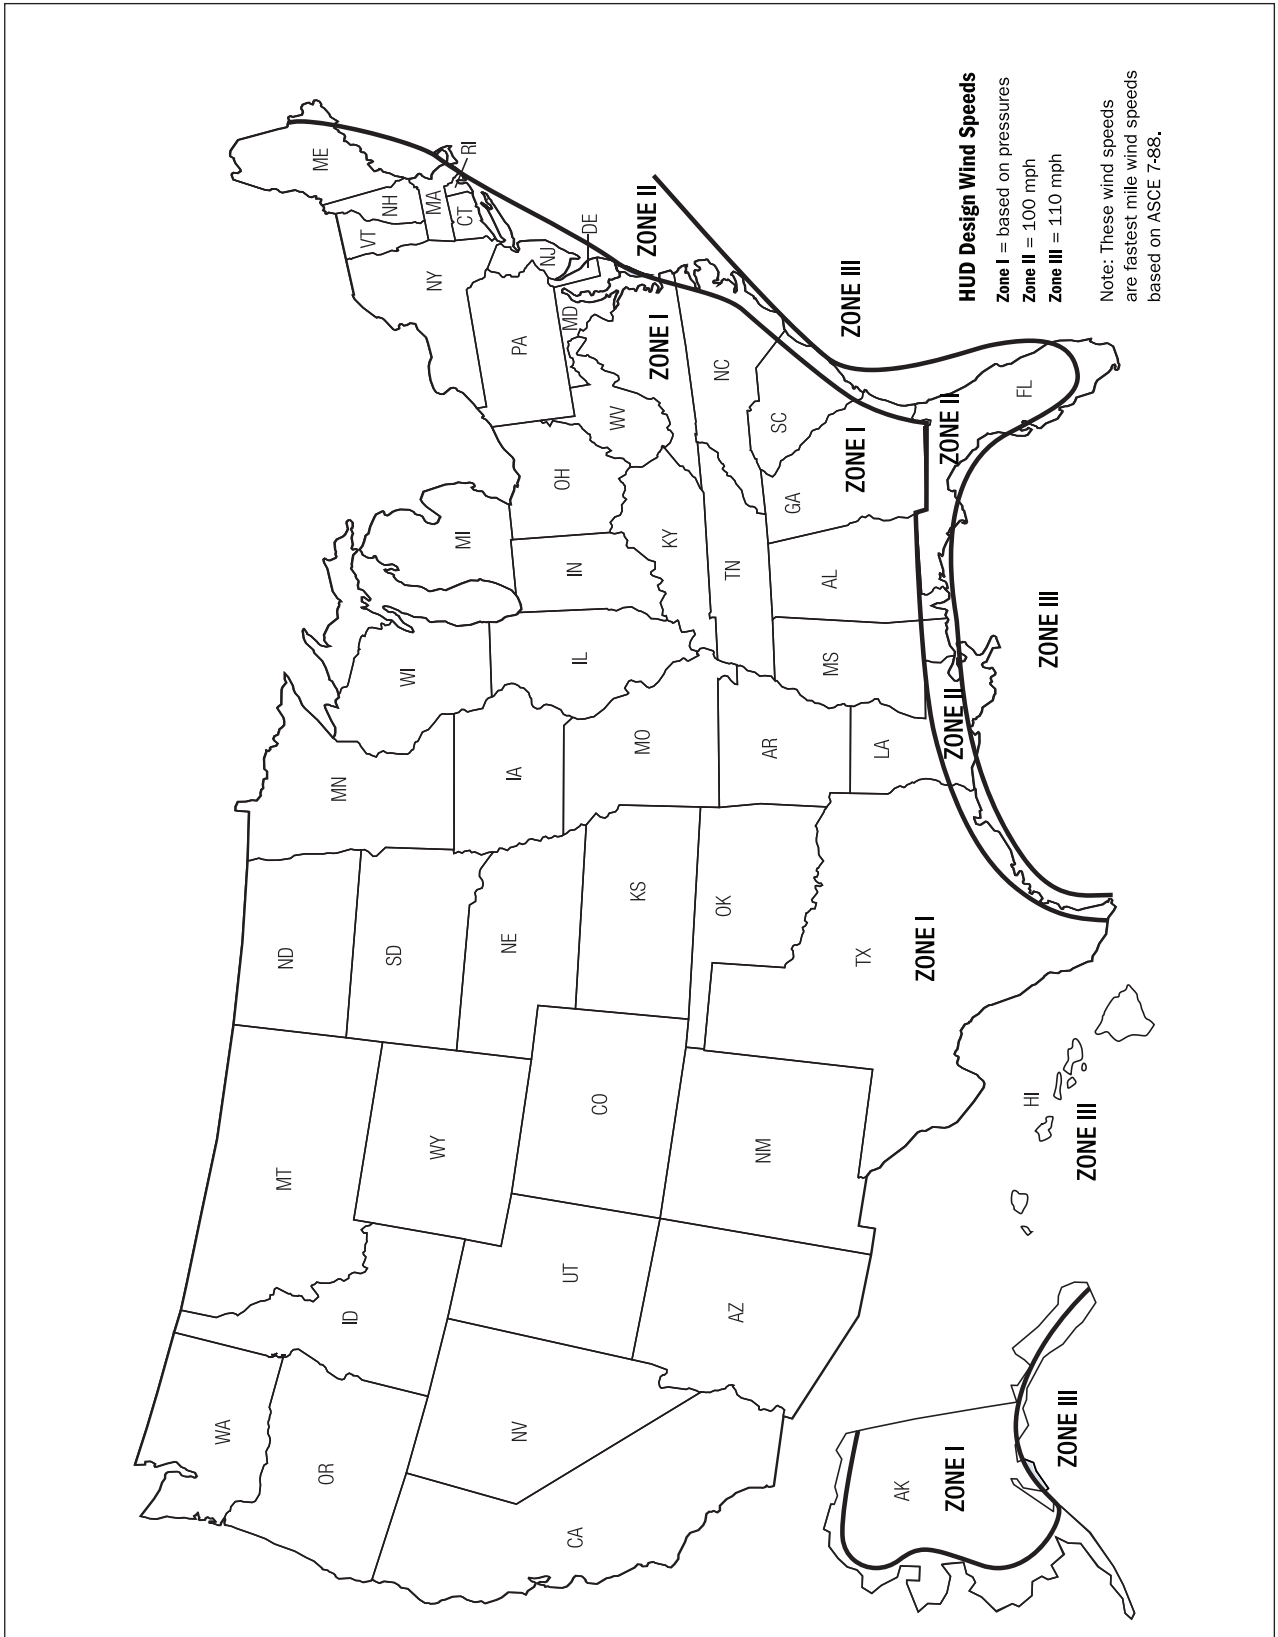 WA
OR
CA
NV
ID
MT
WY
UT
AZ
CO
NM
ND
SD
NE
KS
OK
TX
ZONE I
MN
IA
MO
AR
LA
WI
IL
MS
MI
IN
OH
KY
TN
AL
GA
ZONE I
WV
PA
NY
VT
NH
ME
MA
CT
RI
NJ
DE
MD
ZONE I
NC
SC
FL
ZONE II
ZONE II
ZONE II
ZONE III
ZONE III
AK
ZONE I
ZONE III
HI
ZONE III
HUD Design Wind Speeds
Zone I = based on pressures
Zone II = 100 mph
Zone III = 110 mph
Note: These wind speeds
are fastest mile wind speeds
based on ASCE 7-88.